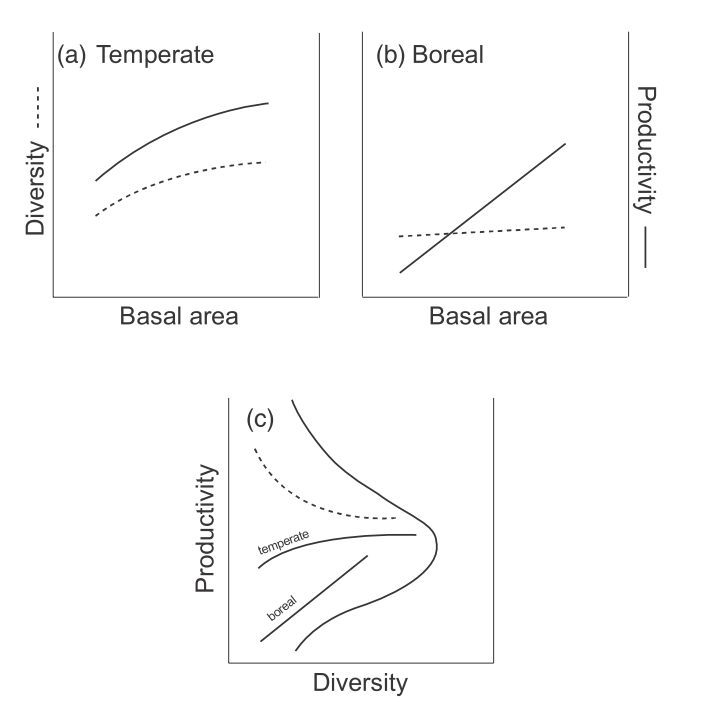 (a) Temperate
(b) Boreal
Diversity
Productivity
Basal area
Basal area
(c)
Productivity
temperate
boreal
Diversity